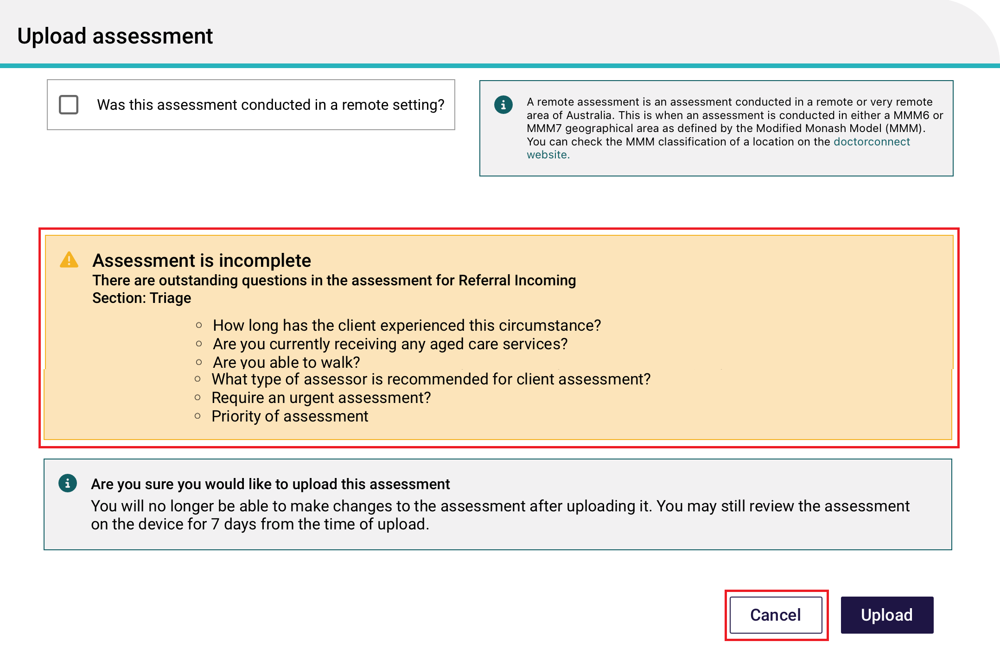 Upload assessment
Was this assessment conducted in a remote setting?
A remote assessment is an assessment conducted in a remote or very remote
area of Australia. This is when an assessment is conducted in either a MMM6 or
MMM7 geographical area as defined by the Modified Monash Model (MMM).
You can check the MMM classification of a location on the doctorconnect
website.
Assessment is incomplete
There are outstanding questions in the assessment for Referral Incoming
Section: Triage
How long has the client experienced this circumstance?
Are you currently receiving any aged care services?
Are you able to walk?
What type of assessor is recommended for client assessment?
Require an urgent assessment?
Priority of assessment
Are you sure you would like to upload this assessment
You will no longer be able to make changes to the assessment after uploading it. You may still review the assessment
on the device for 7 days from the time of upload.
Cancel
Upload